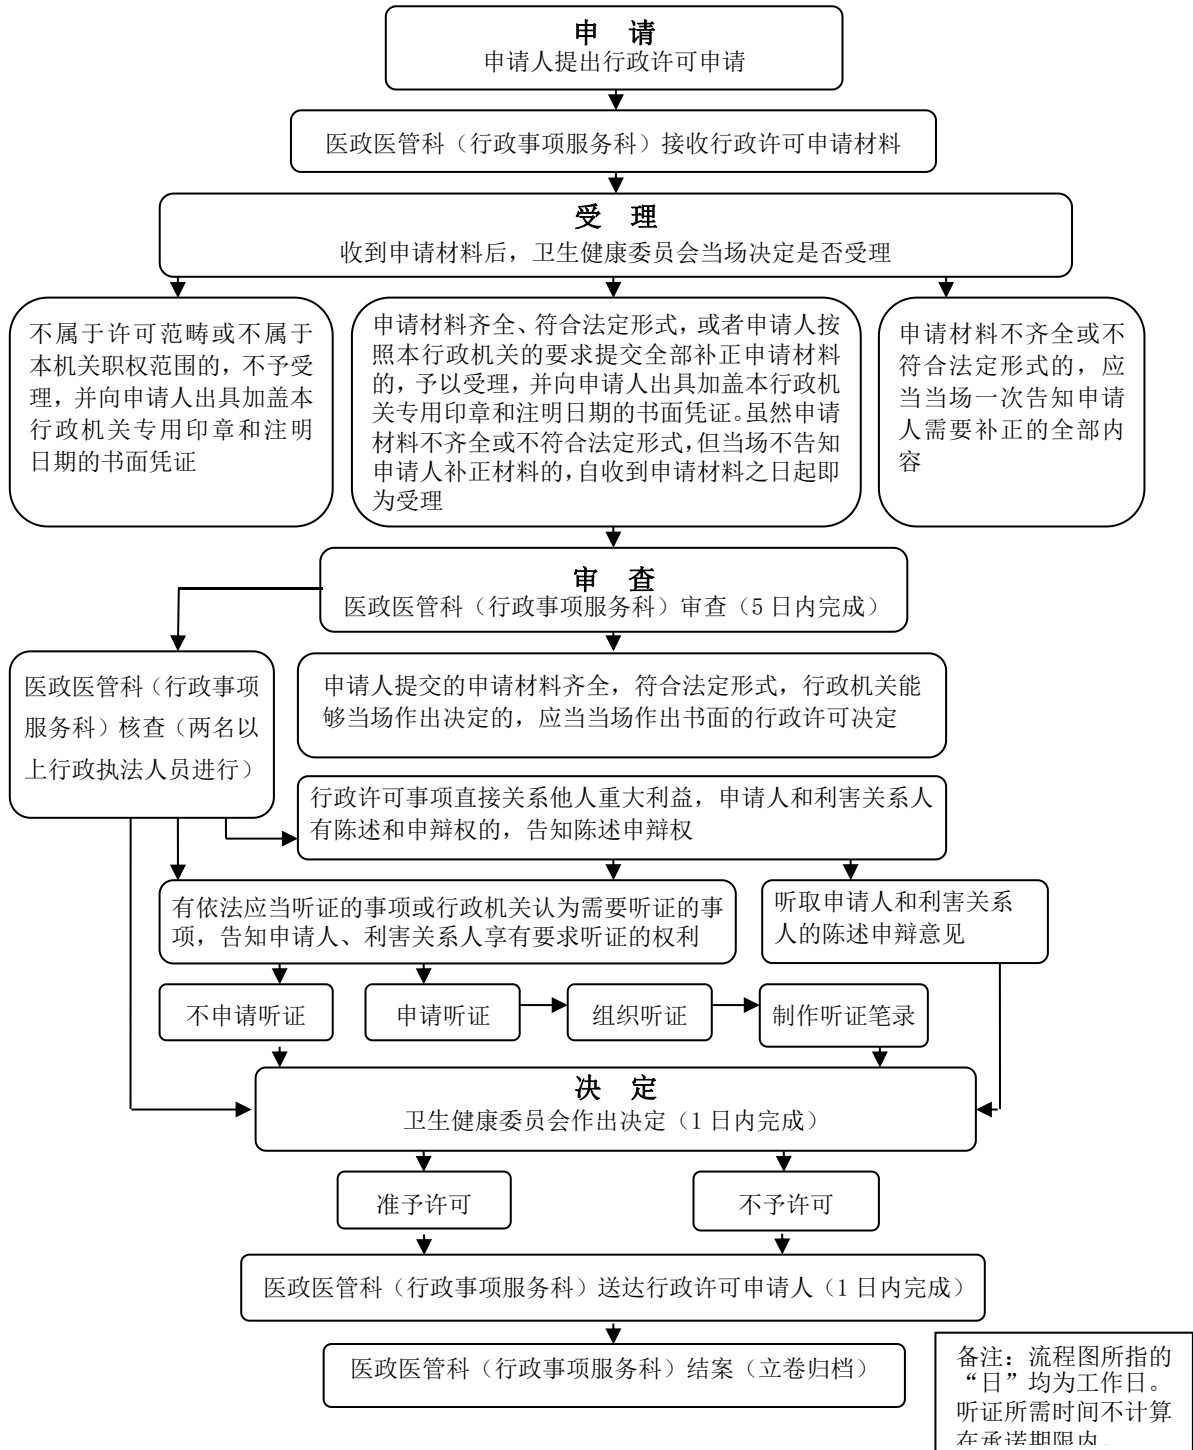 申 请
申请人提出行政许可申请
医政医管科（行政事项服务科）接收行政许可申请材料
受 理
收到申请材料后，卫生健康委员会当场决定是否受理
不属于许可范畴或不属于
本机关职权范围的，不予受
理，并向申请人出具加盖本
行政机关专用印章和注明
日期的书面凭证
申请材料齐全、符合法定形式，或者申请人按
照本行政机关的要求提交全部补正申请材料
的，予以受理，并向申请人出具加盖本行政机
关专用印章和注明日期的书面凭证。虽然申请
材料不齐全或不符合法定形式，但当场不告知
申请人补正材料的，自收到申请材料之日起即
为受理
申请材料不齐全或不
符合法定形式的，应
当当场一次告知申请
人需要补正的全部内
容
审 查
医政医管科（行政事项服务科）审查（5 日内完成）
医政医管科（行政事项
服务科）核查（两名以
上行政执法人员进行）
申请人提交的申请材料齐全，符合法定形式，行政机关能
够当场作出决定的，应当当场作出书面的行政许可决定
行政许可事项直接关系他人重大利益，申请人和利害关系人
有陈述和申辩权的，告知陈述申辩权
有依法应当听证的事项或行政机关认为需要听证的事
项，告知申请人、利害关系人享有要求听证的权利
听取申请人和利害关系
人的陈述申辩意见
不申请听证
申请听证
组织听证
制作听证笔录
决 定
卫生健康委员会作出决定（1 日内完成）
准予许可
不予许可
医政医管科（行政事项服务科）送达行政许可申请人（1 日内完成）
医政医管科（行政事项服务科）结案（立卷归档）
备注：流程图所指的
“日”均为工作日。
听证所需时间不计算
在承诺期限内。